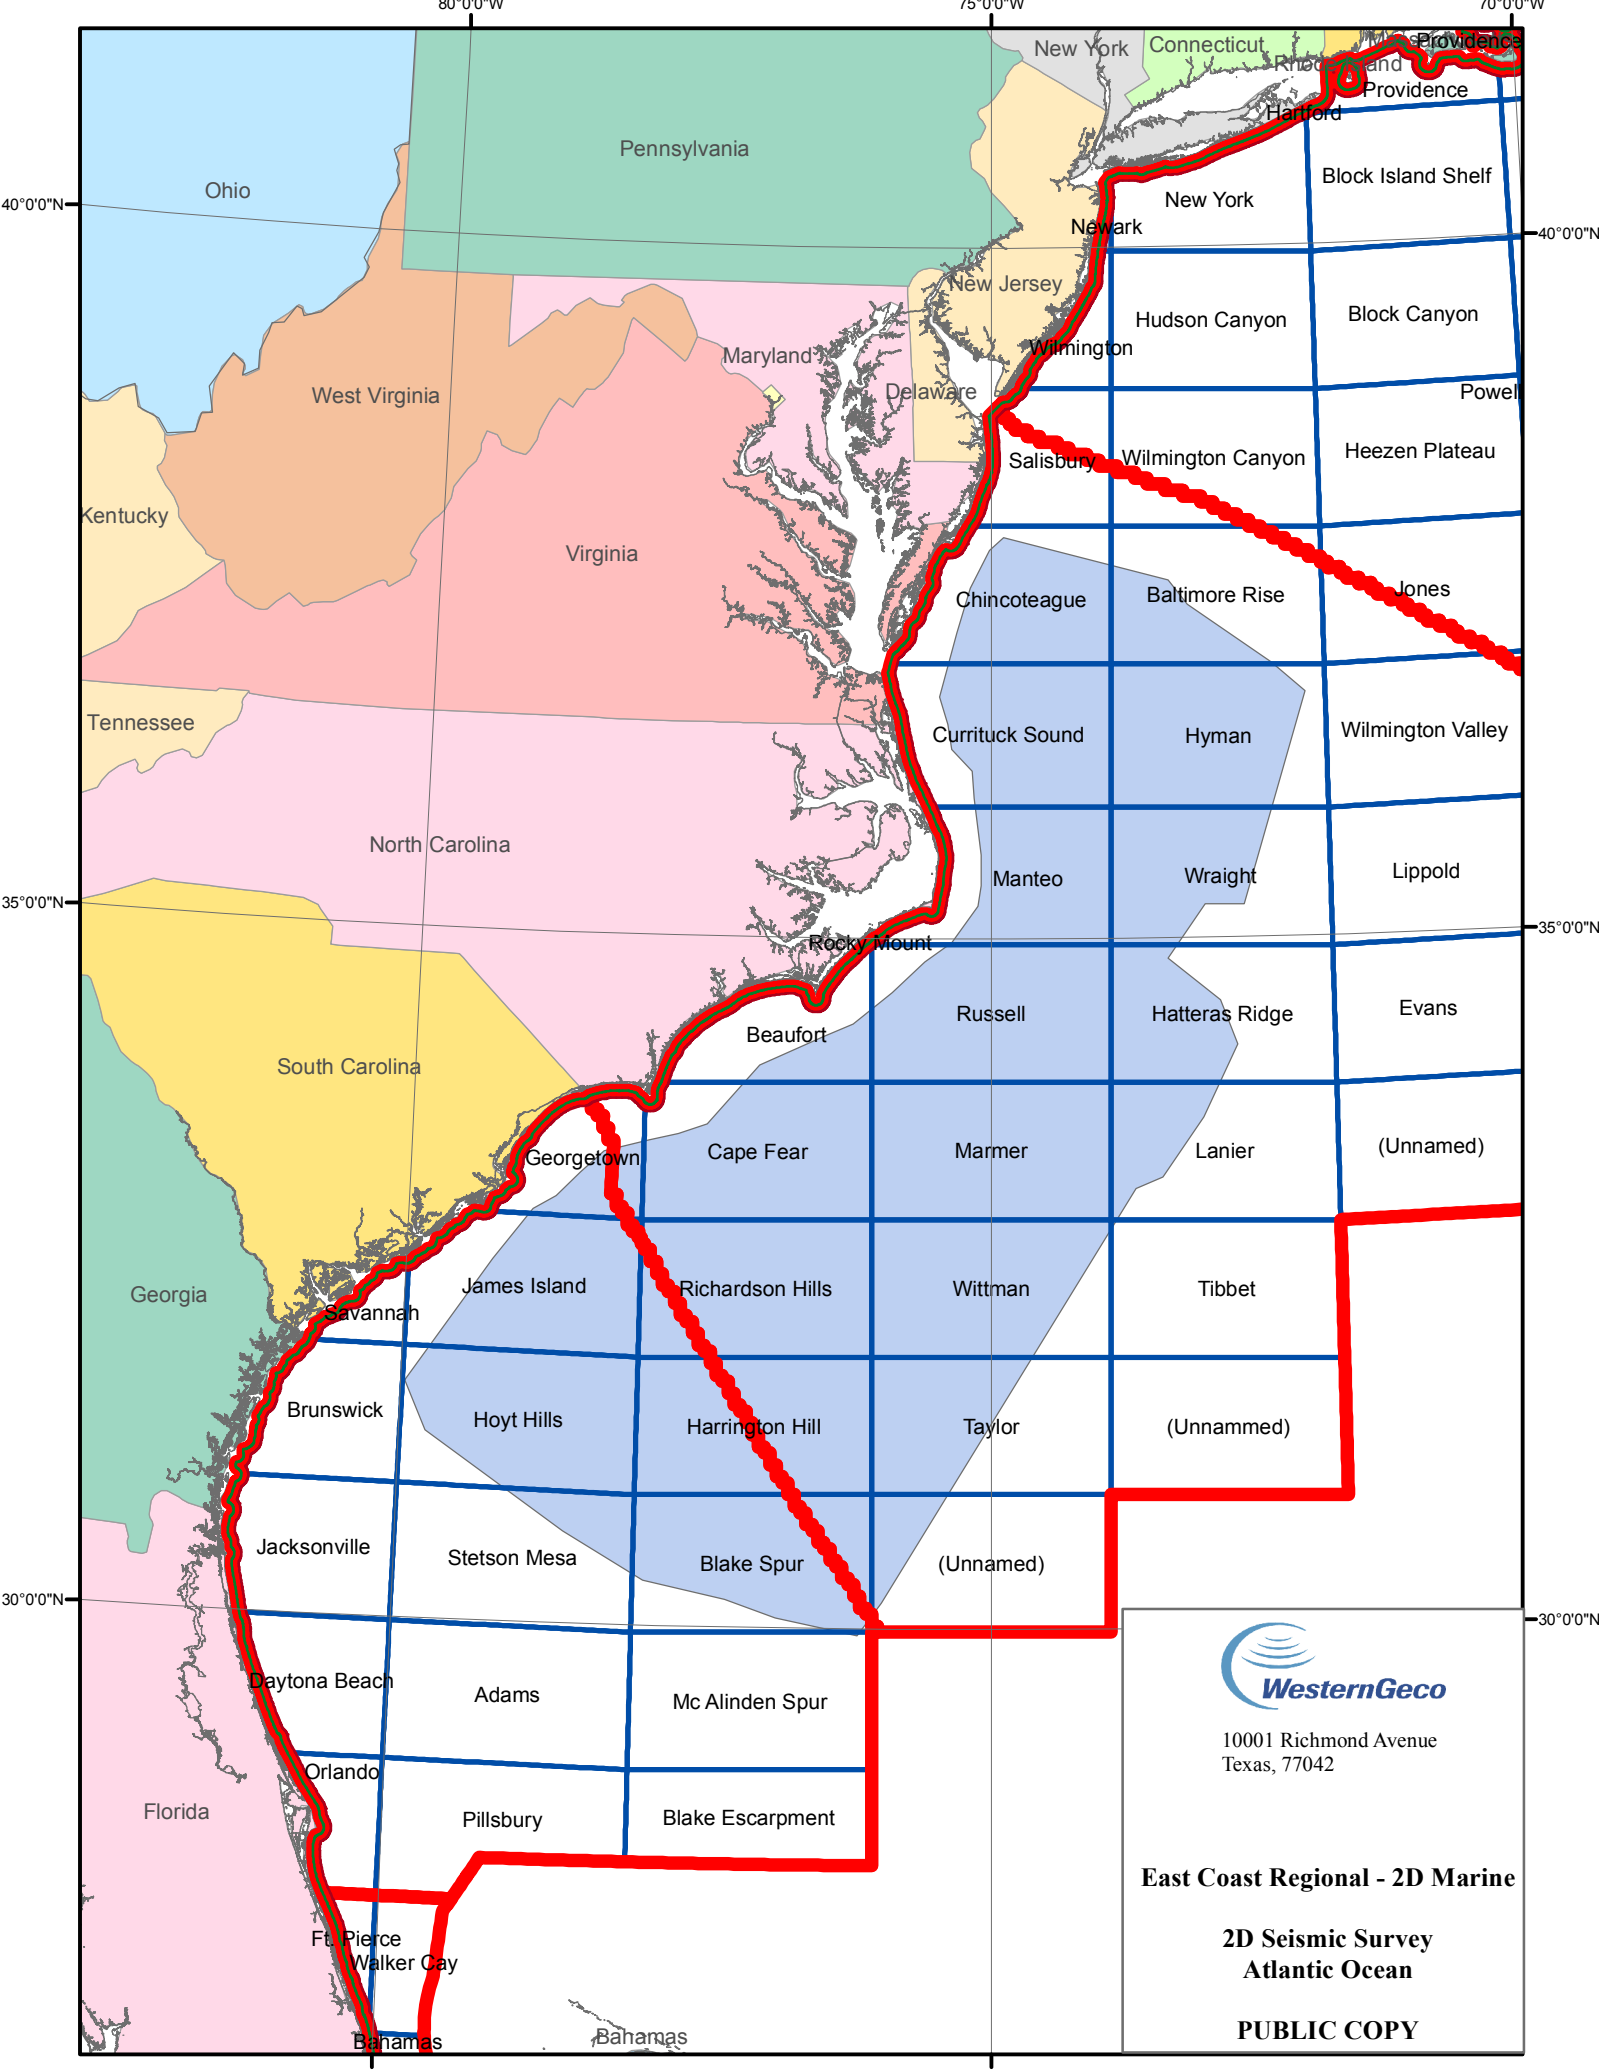 80°0'0"W
75°0'0"W
70°0'0"W
New York
Connecticut
Providence
Rhode Island
Providence
Hartford
Pennsylvania
Block Island Shelf
Ohio
New York
40°0'0"N
Newark
40°0'0"N
New Jersey
Hudson Canyon
Block Canyon
Wilmington
Maryland
Delaware
West Virginia
Powell
Salisbury
Wilmington Canyon
Heezen Plateau
Kentucky
Virginia
Chincoteague
Baltimore Rise
Jones
Tennessee
Currituck Sound
Hyman
Wilmington Valley
North Carolina
Manteo
Wraight
Lippold
35°0'0"N
35°0'0"N
Rocky Mount
Beaufort
Russell
Hatteras Ridge
Evans
South Carolina
Georgetown
Cape Fear
Marmer
Lanier
(Unnamed)
Georgia
James Island
Richardson Hills
Wittman
Tibbet
Savannah
Brunswick
Hoyt Hills
Harrington Hill
Taylor
(Unnammed)
Jacksonville
Stetson Mesa
Blake Spur
(Unnamed)
30°0'0"N
30°0'0"N
Daytona Beach
Adams
Mc Alinden Spur
WesternGeco
10001 Richmond Avenue
Texas, 77042
Orlando
Florida
Pillsbury
Blake Escarpment
East Coast Regional - 2D Marine
2D Seismic Survey
Atlantic Ocean
PUBLIC COPY
Ft. Pierce
Walker Cay
Bahamas
Bahamas